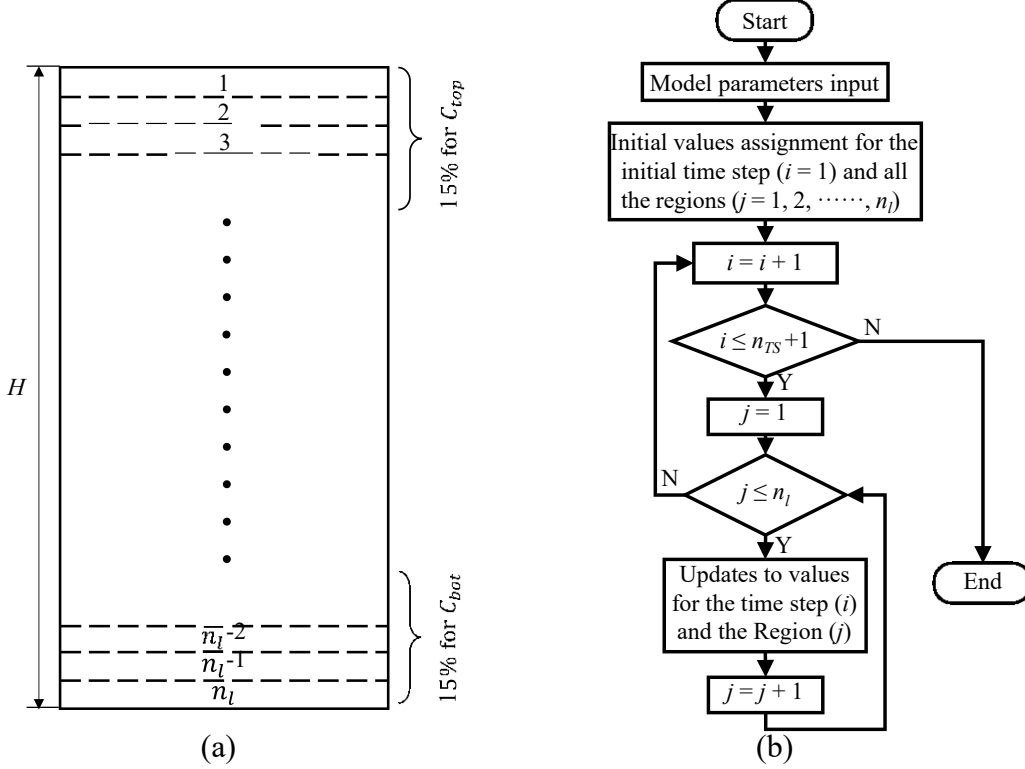 1
2
3
H
15% for C_top
n_l-2
n_l-1
n_l
15% for C_bot
(a)
Start
Model parameters input
Initial values assignment for the
initial time step (i = 1) and all
the regions (j = 1, 2, ······, n_l)
i = i + 1
i ≤ n_TS+1
N
Y
j = 1
N
j ≤ n_l
Y
Updates to values
for the time step (i)
and the Region (j)
End
j = j + 1
(b)